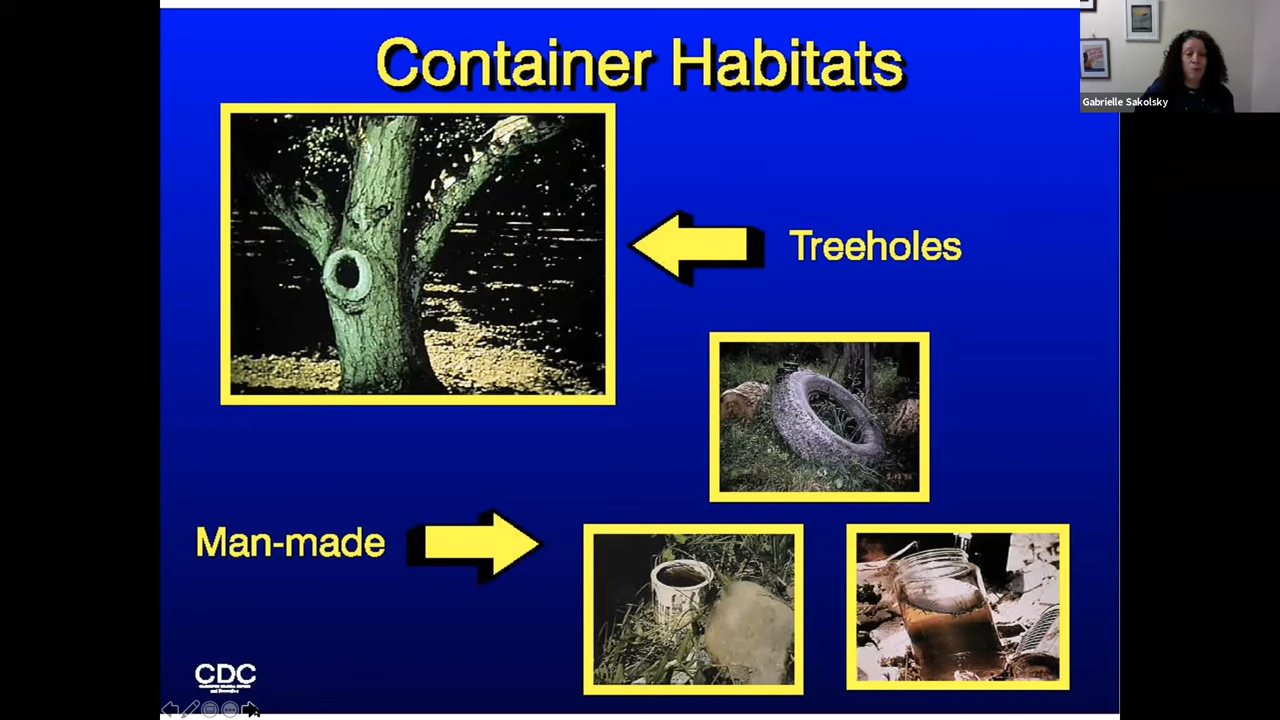 Container Habitats
Gabrielle Sakolsky
Treeholes
Man-made
CDC